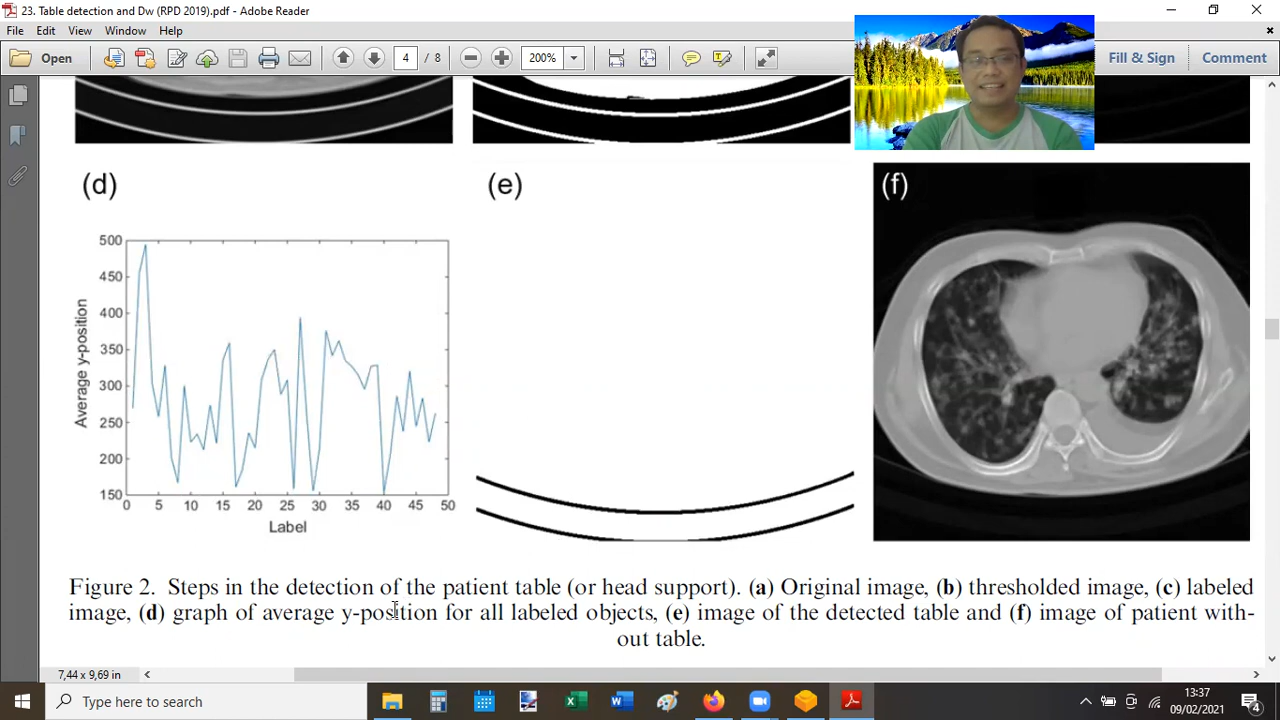 23. Table detection and Dw (RPD 2019).pdf - Adobe Reader
File Edit View Window Help
Open 4 / 8 200% Fill & Sign Comment
(d) (e) (f)
500
450
400
350
300
250
200
150
Average y-position
0 5 10 15 20 25 30 35 40 45 50
Label
Figure 2. Steps in the detection of the patient table (or head support). (a) Original image, (b) thresholded image, (c) labeled
image, (d) graph of average y-position for all labeled objects, (e) image of the detected table and (f) image of patient with-
out table.
7,44 x 9,69 in
Type here to search
13:37
09/02/2021
4